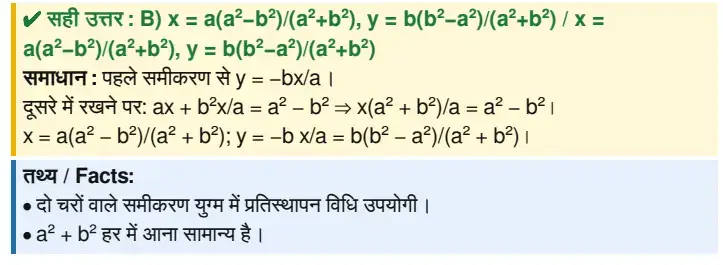 ✔ सही उत्तर : B) x = a(a²−b²)/(a²+b²), y = b(b²−a²)/(a²+b²) / x =
a(a²−b²)/(a²+b²), y = b(b²−a²)/(a²+b²)
समाधान : पहले समीकरण से y = −bx/a ।
दूसरे में रखने पर: ax + b²x/a = a² − b² ⇒ x(a² + b²)/a = a² − b²।
x = a(a² − b²)/(a² + b²); y = −b x/a = b(b² − a²)/(a² + b²)।
तथ्य / Facts:
• दो चरों वाले समीकरण युग्म में प्रतिस्थापन विधि उपयोगी ।
• a² + b² हर में आना सामान्य है ।